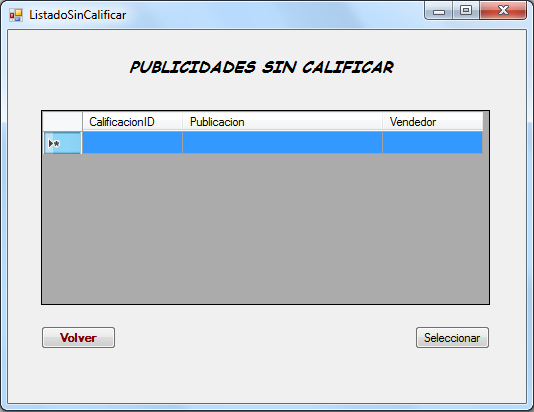 ListadoSinCalificar
PUBLICIDADES SIN CALIFICAR
CalificacionID Publicacion Vendedor
Volver Seleccionar